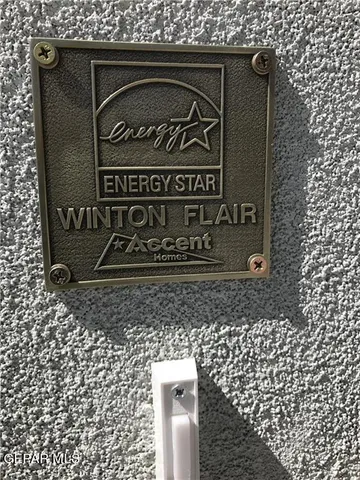 energy
ENERGY STAR
WINTON FLAIR
Accent
Homes
GEPAR MLS